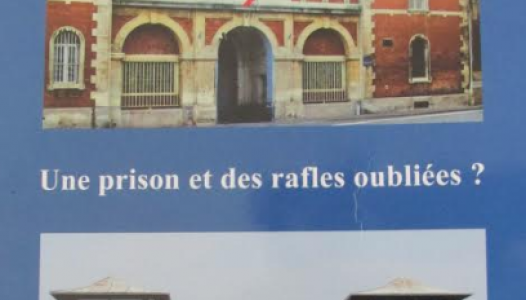 Une prison et des rafles oubliées ?